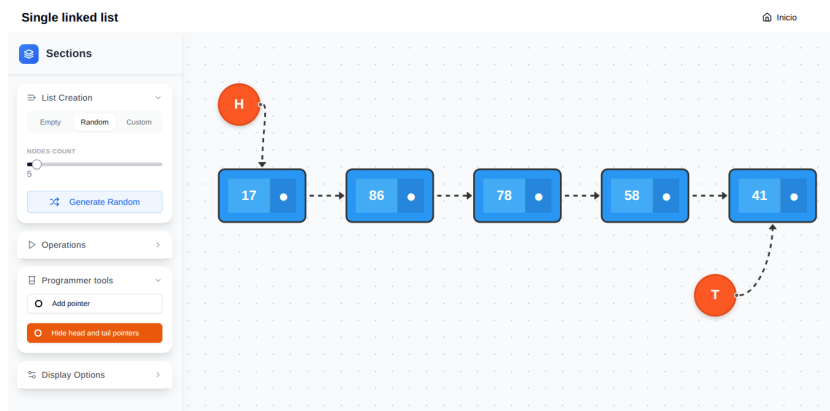 Single linked list
Inicio
Sections
List Creation
Empty Random Custom
NODES COUNT
5
Generate Random
Operations
Programmer tools
Add pointer
Hide head and tail pointers
Display Options
H
17 86 78 58 41
T